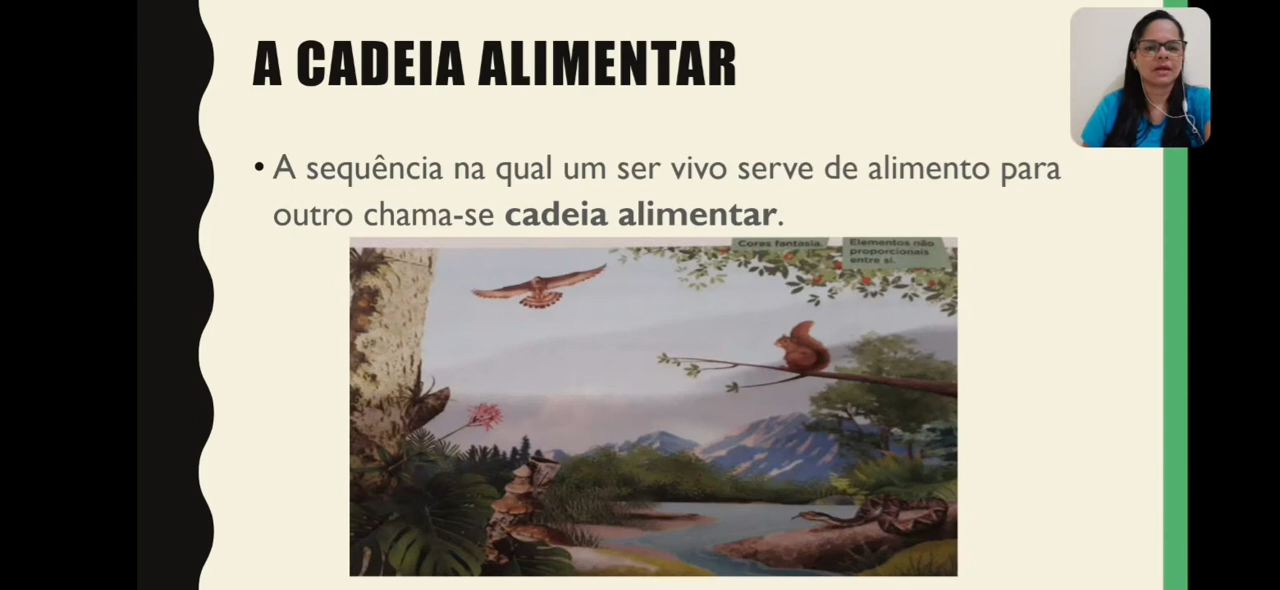 A CADEIA ALIMENTAR
• A sequência na qual um ser vivo serve de alimento para
outro chama-se cadeia alimentar.
Cores fantasia.
Elementos não
proporcionais
entre si.